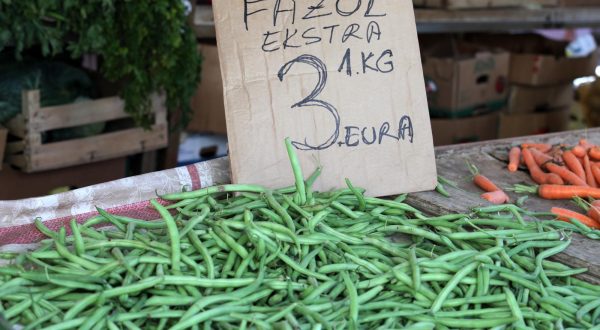 FAZOL
EKSTRA
1.KG
3.EURA